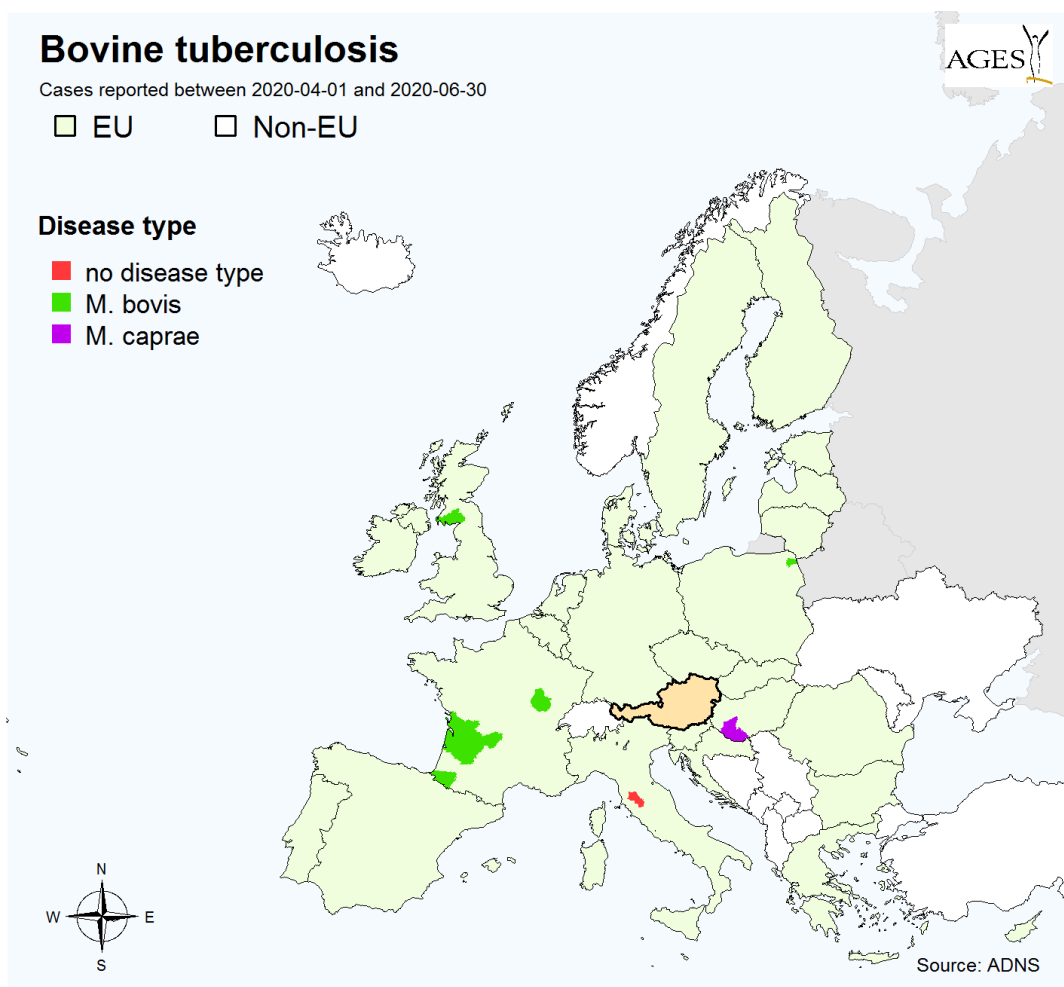 Bovine tuberculosis
Cases reported between 2020-04-01 and 2020-06-30
EU Non-EU
AGES
Disease type
no disease type
M. bovis
M. caprae
N
W E
S
Source: ADNS